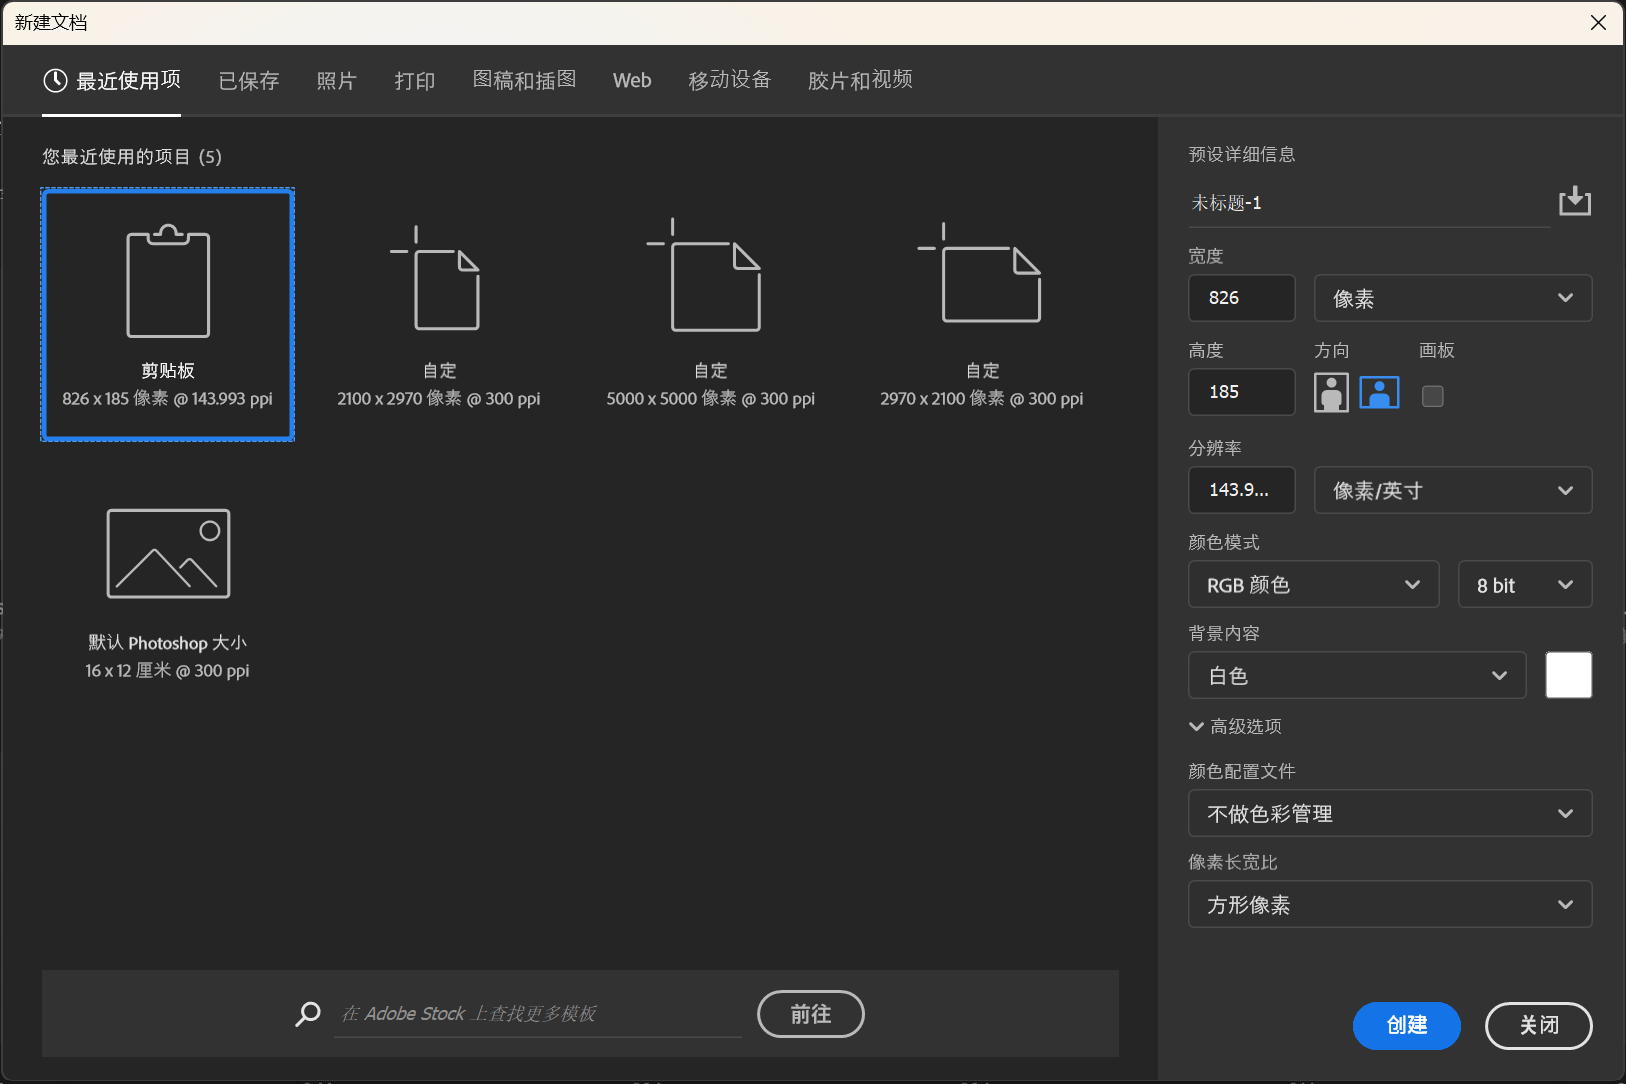 新建文档
最近使用项 已保存 照片 打印 图稿和插图 Web 移动设备 胶片和视频
您最近使用的项目 (5)
剪贴板
826 x 185 像素 @ 143.993 ppi
自定
2100 x 2970 像素 @ 300 ppi
自定
5000 x 5000 像素 @ 300 ppi
自定
2970 x 2100 像素 @ 300 ppi
默认 Photoshop 大小
16 x 12 厘米 @ 300 ppi
在 Adobe Stock 上查找更多模板
前往
预设详细信息
未标题-1
宽度
826 像素
高度 方向 画板
185
分辨率
143.9... 像素/英寸
颜色模式
RGB 颜色 8 bit
背景内容
白色
高级选项
颜色配置文件
不做色彩管理
像素长宽比
方形像素
创建 关闭